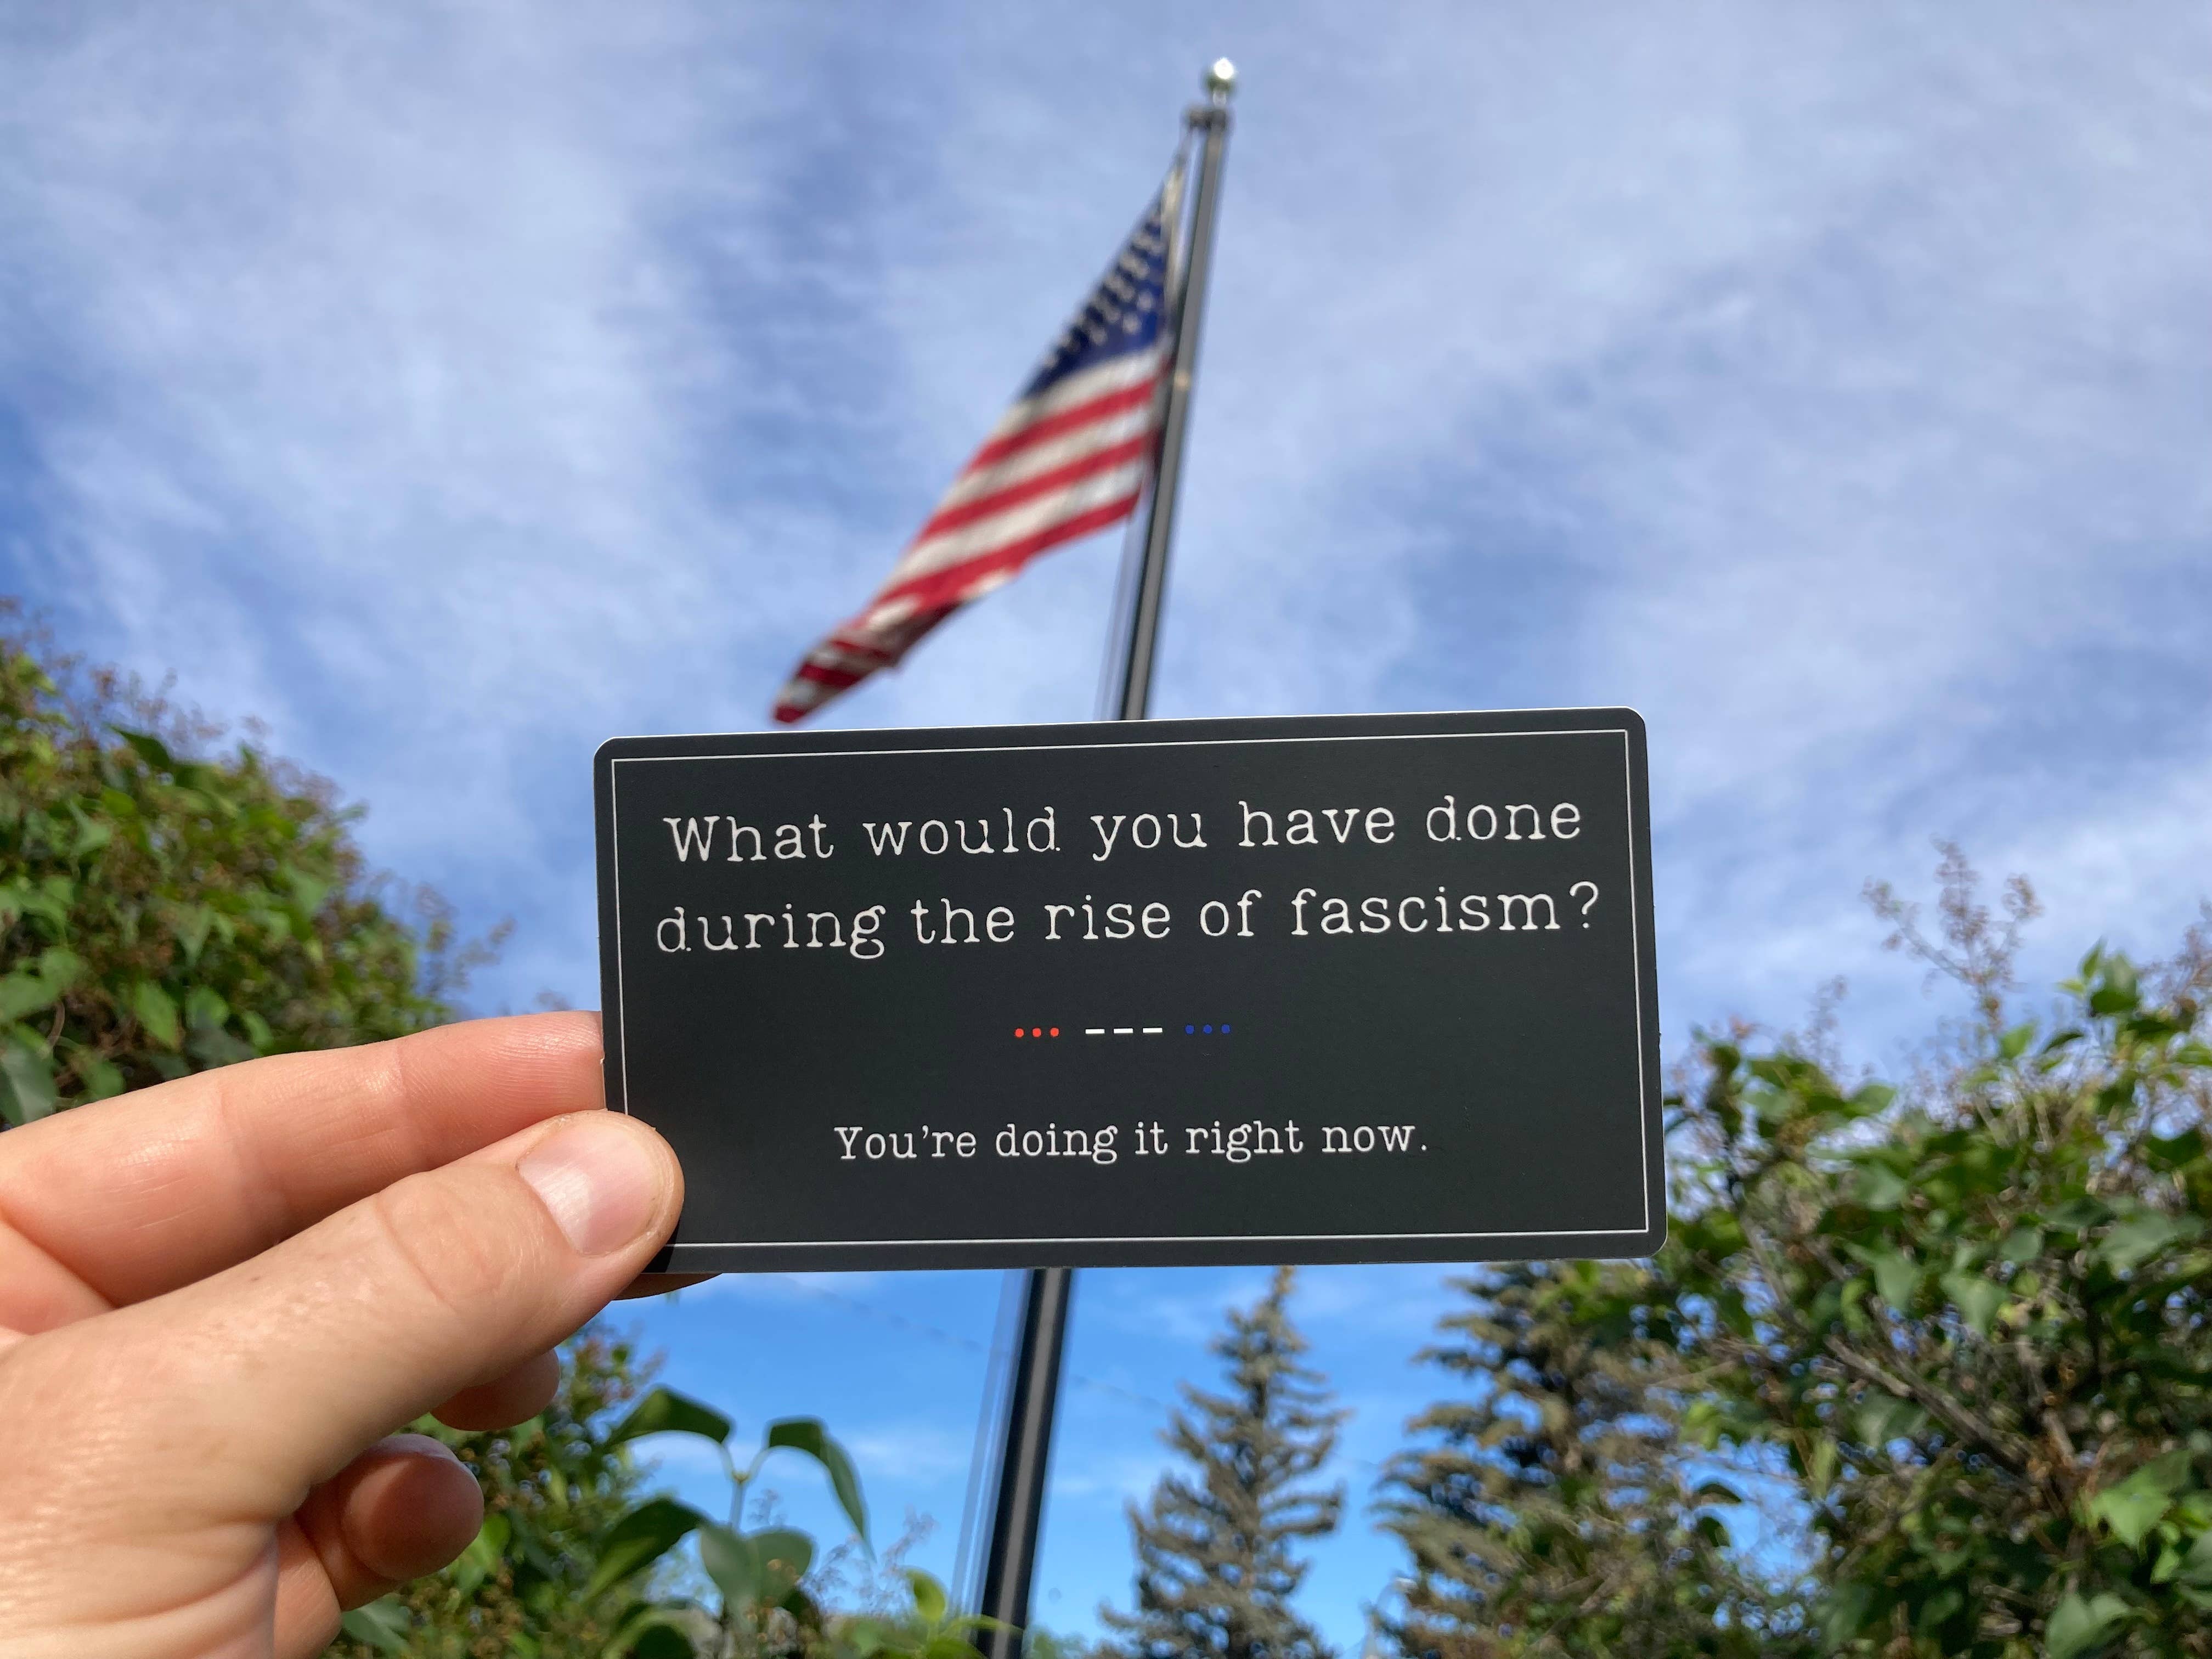 What would you have done
during the rise of fascism?
••• --- •••
You're doing it right now.